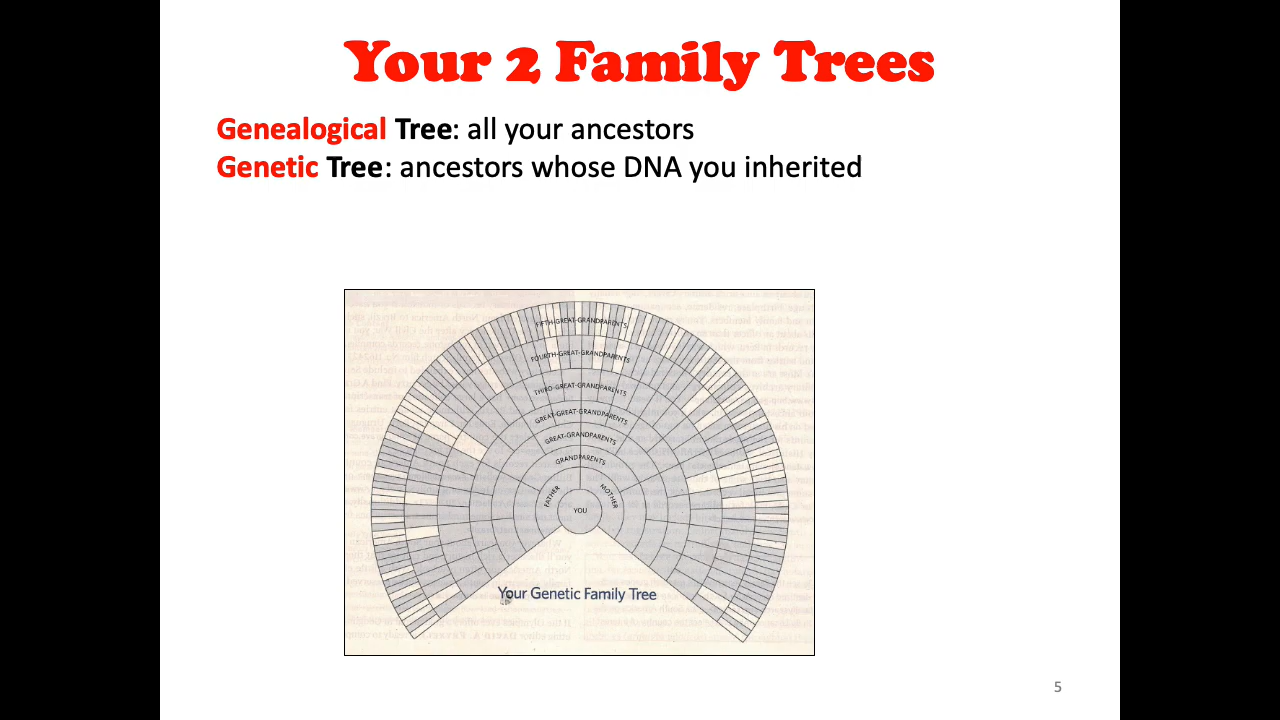 Your 2 Family Trees
Genealogical Tree: all your ancestors
Genetic Tree: ancestors whose DNA you inherited
FIFTH-GREAT-GRANDPARENTS
FOURTH-GREAT-GRANDPARENTS
THIRD-GREAT-GRANDPARENTS
GREAT-GREAT-GRANDPARENTS
GREAT-GRANDPARENTS
GRANDPARENTS
FATHER
MOTHER
YOU
Your Genetic Family Tree
5